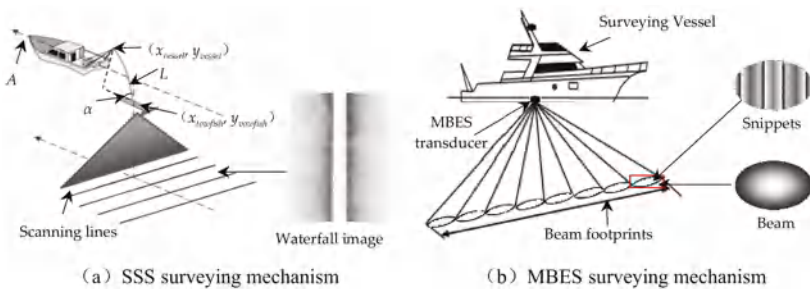 (x_vessel, y_vessel)
A
L
α
(x_towfish, y_towfish)
Scanning lines
Waterfall image
(a) SSS surveying mechanism
Surveying Vessel
MBES
transducer
Snippets
Beam footprints
Beam
(b) MBES surveying mechanism